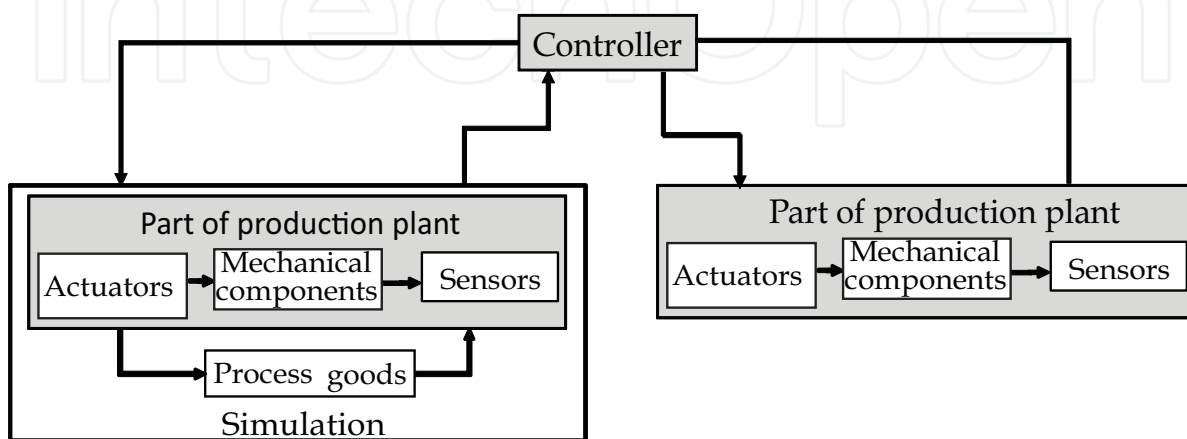 IntechOpen
Controller
Part of production plant
Actuators
Mechanical
components
Sensors
Process goods
Simulation
Part of production plant
Actuators
Mechanical
components
Sensors